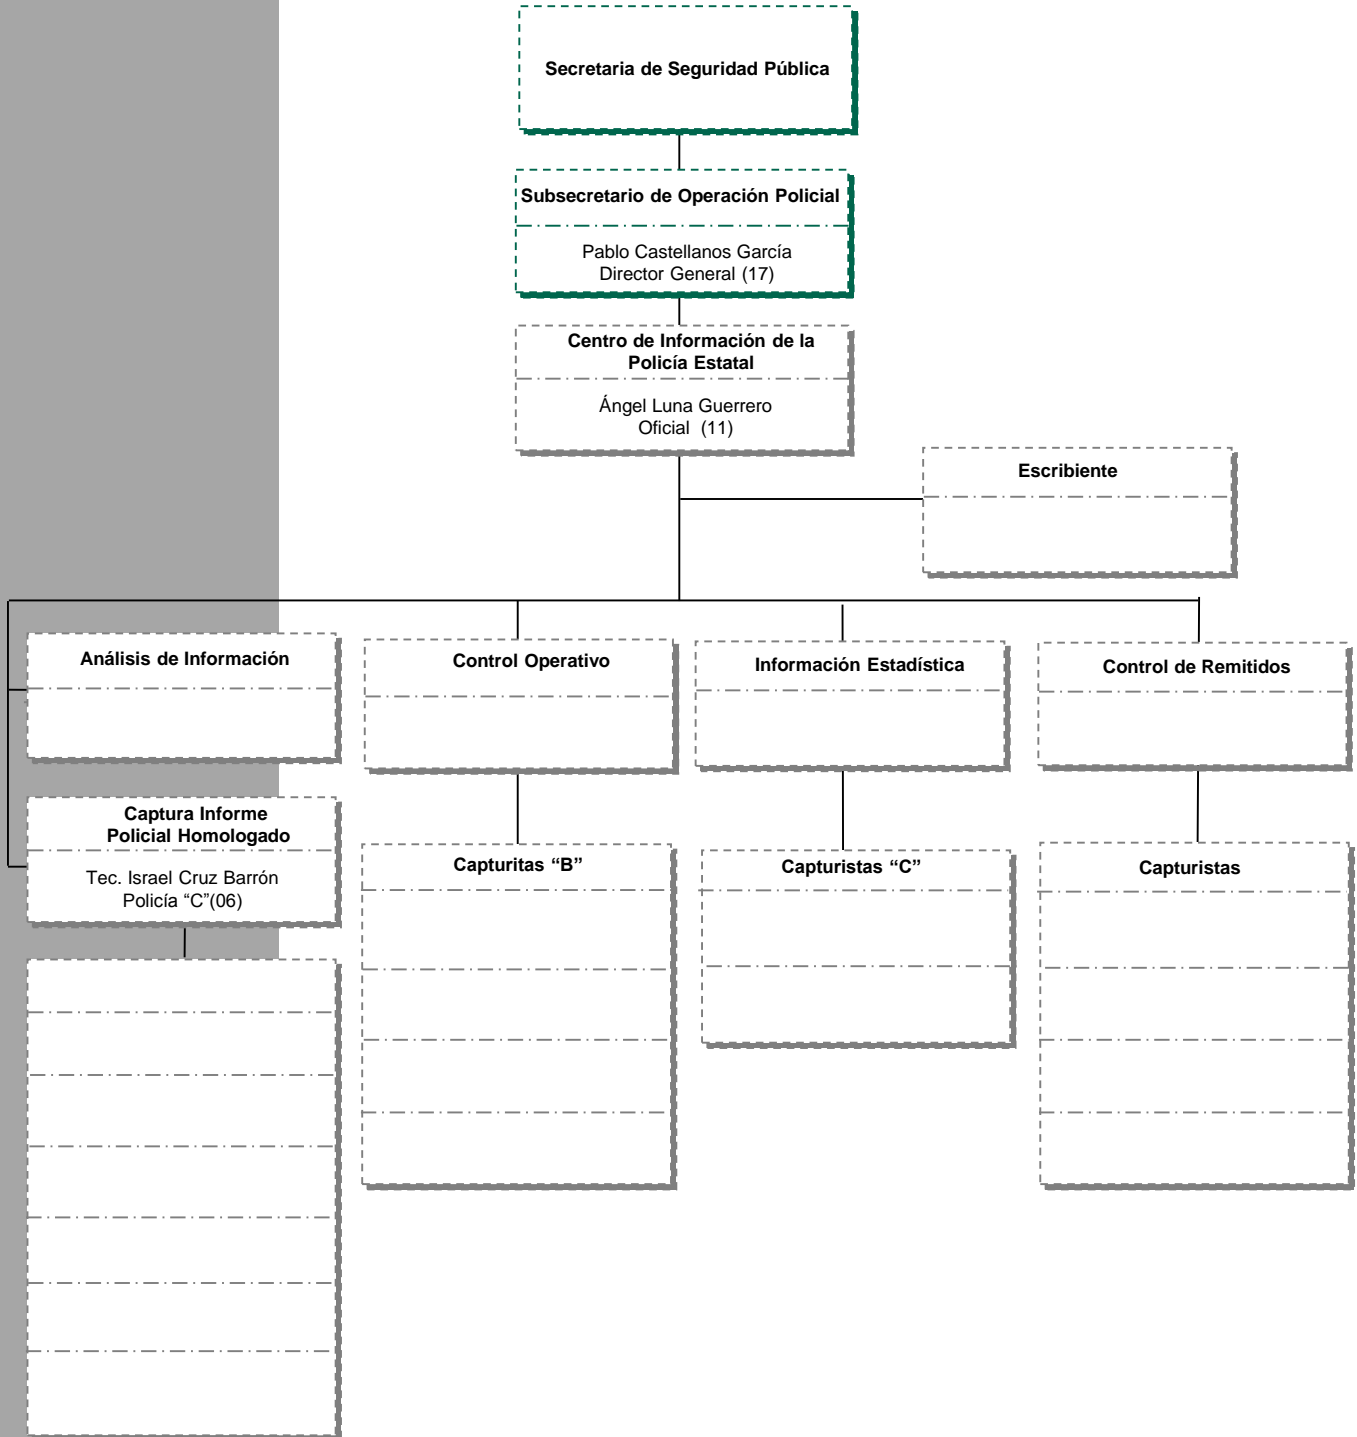 Secretaria de Seguridad Pública
Subsecretario de Operación Policial
Pablo Castellanos García
Director General (17)
Centro de Información de la
Policía Estatal
Ángel Luna Guerrero
Oficial (11)
Escribiente
Análisis de Información
Control Operativo
Información Estadística
Control de Remitidos
Captura Informe
Policial Homologado
Tec. Israel Cruz Barrón
Policía “C”(06)
Capturitas “B”
Capturistas “C”
Capturistas